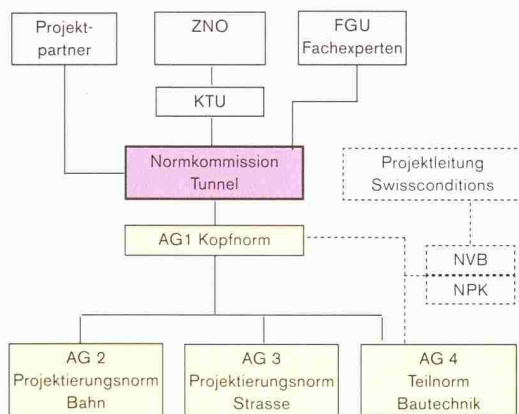 Projekt-
partner
ZNO
FGU
Fachexperten
KTU
Normkommission
Tunnel
Projektleitung
Swissconditions
AG1 Kopfnorm
NVB
NPK
AG 2
Projektierungsnorm
Bahn
AG 3
Projektierungsnorm
Strasse
AG 4
Teilnorm
Bautechnik